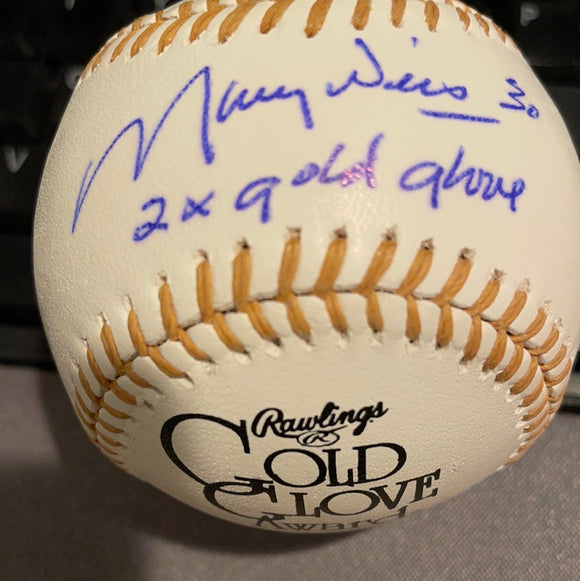 Maury Wills 30
2x gold glove
Rawlings
®
GOLD
GLOVE
Award
V